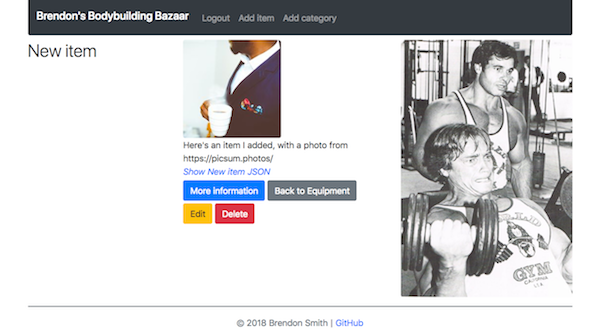 Brendon's Bodybuilding Bazaar Logout Add item Add category
New item
Here's an item I added, with a photo from
https://picsum.photos/
Show New item JSON
More information Back to Equipment
Edit Delete
GYM
© 2018 Brendon Smith | GitHub